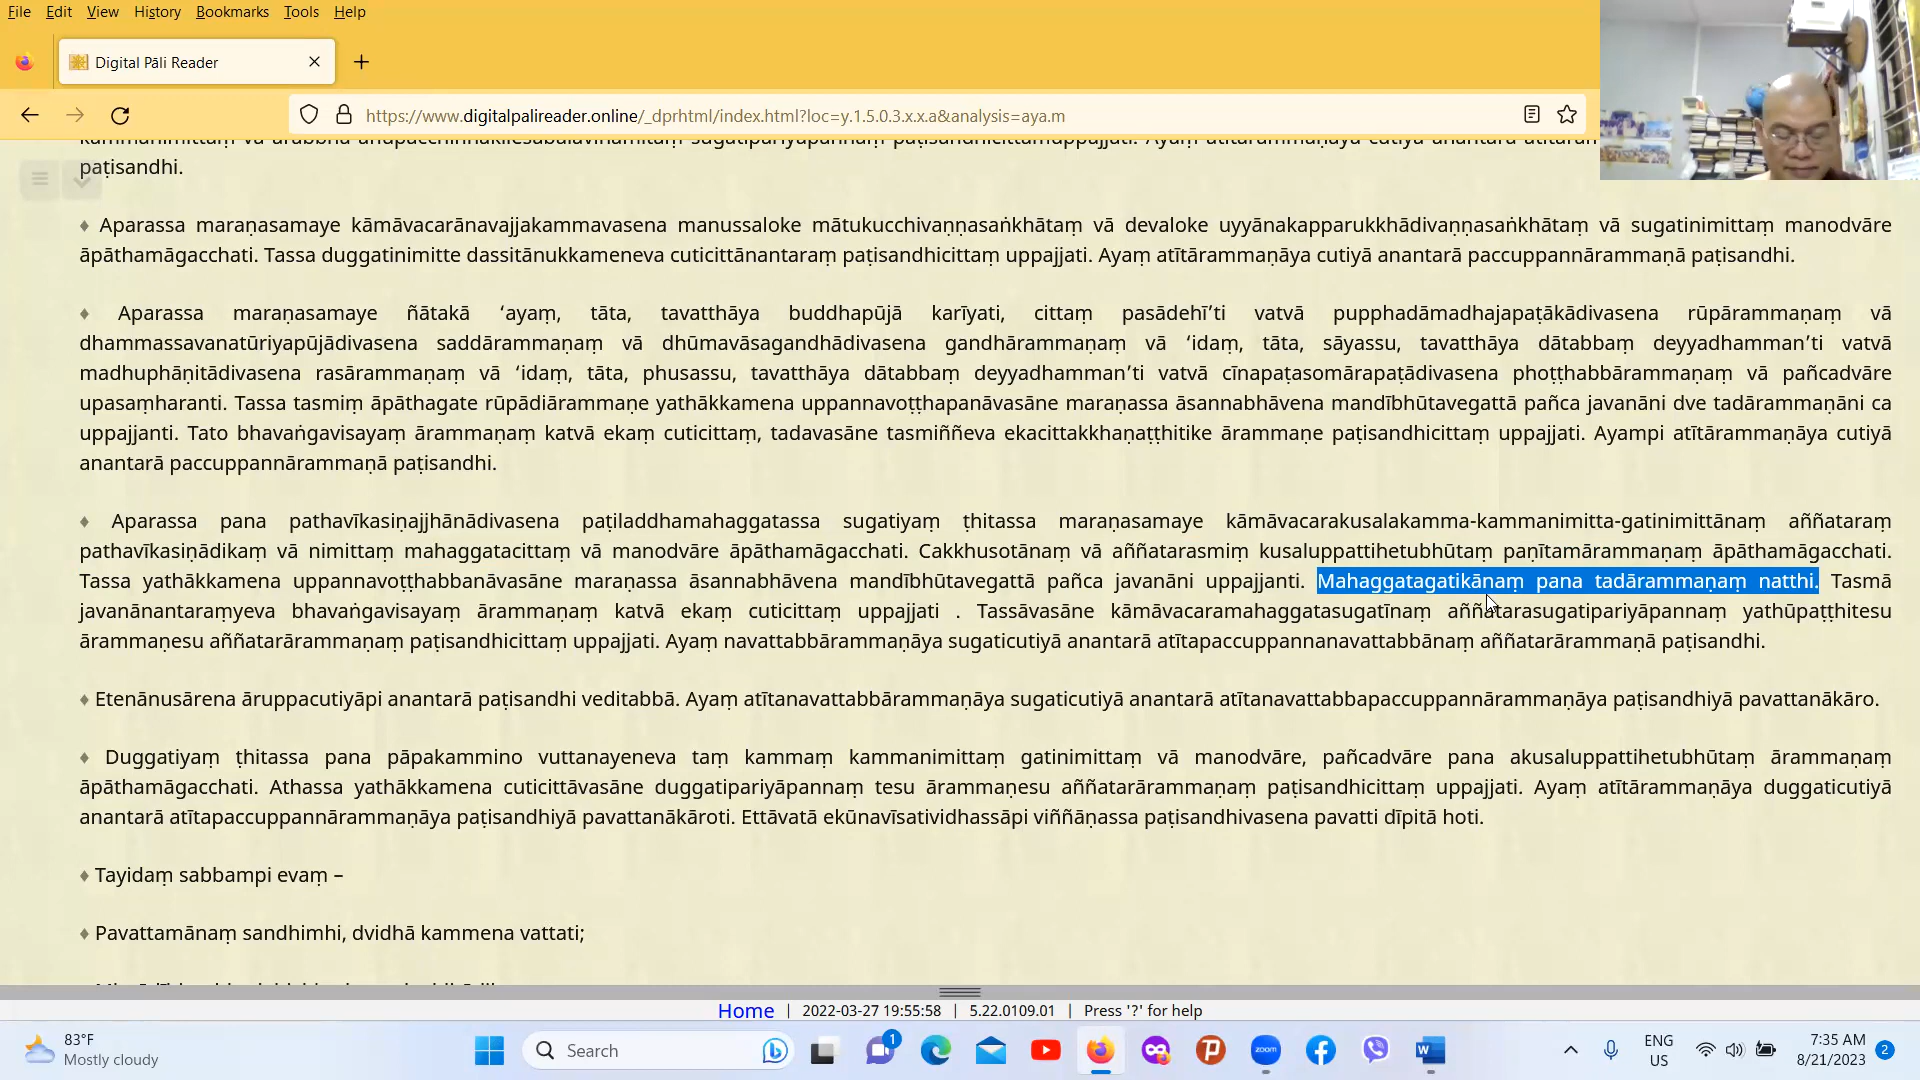 File Edit View History Bookmarks Tools Help
Digital Pāli Reader
https://www.digitalpalireader.online/_dprhtml/index.html?loc=y.1.5.0.3.x.x.a&analysis=aya.m
paṭisandhi.
♦ Aparassa maraṇasamaye kāmāvacarānavajjakammavasena manussaloke mātukucchivaṇṇasaṅkhātaṃ vā devaloke uyyānakapparukkhādivaṇṇasaṅkhātaṃ vā sugatinimittaṃ manodvāre
āpāthamāgacchati. Tassa duggatinimitte dassitānukkameneva cuticittānantaraṃ paṭisandhicittaṃ uppajjati. Ayaṃ atītārammaṇāya cutiyā anantarā paccuppannārammaṇā paṭisandhi.
♦ Aparassa maraṇasamaye ñātakā ‘ayaṃ, tāta, tavatthāya buddhapūjā karīyati, cittaṃ pasādehī’ti vatvā pupphadāmadhajapaṭākādivasena rūpārammaṇaṃ vā
dhammassavanatūriyapūjādivasena saddārammaṇaṃ vā dhūmavāsagandhādivasena gandhārammaṇaṃ vā ‘idaṃ, tāta, sāyassu, tavatthāya dātabbaṃ deyyadhamman’ti vatvā
madhuphāṇitādivasena rasārammaṇaṃ vā ‘idaṃ, tāta, phusassu, tavatthāya dātabbaṃ deyyadhamman’ti vatvā cīnapaṭasomārapaṭādivasena phoṭṭhabbārammaṇaṃ vā pañcadvāre
upasaṃharanti. Tassa tasmiṃ āpāthagate rūpādiārammaṇe yathākkamena uppannavoṭṭhapanāvasāne maraṇassa āsannabhāvena mandībhūtavegattā pañca javanāni dve tadārammaṇāni ca
uppajjanti. Tato bhavaṅgavisayaṃ ārammaṇaṃ katvā ekaṃ cuticittaṃ, tadavasāne tasmiññeva ekacittakkhaṇaṭṭhitike ārammaṇe paṭisandhicittaṃ uppajjati. Ayampi atītārammaṇāya cutiyā
anantarā paccuppannārammaṇā paṭisandhi.
♦ Aparassa pana pathavīkasiṇajjhānādivasena paṭiladdhamahaggatassa sugatiyaṃ ṭhitassa maraṇasamaye kāmāvacarakusalakamma-kammanimitta-gatinimittānaṃ aññataraṃ
pathavīkasiṇādikaṃ vā nimittaṃ mahaggatacittaṃ vā manodvāre āpāthamāgacchati. Cakkhusotānaṃ vā aññatarasmiṃ kusaluppattihetubhūtaṃ paṇītamārammaṇaṃ āpāthamāgacchati.
Tassa yathākkamena uppannavoṭṭhabbanāvasāne maraṇassa āsannabhāvena mandībhūtavegattā pañca javanāni uppajjanti. Mahaggatagatikānaṃ pana tadārammaṇaṃ natthi. Tasmā
javanānantaraṃyeva bhavaṅgavisayaṃ ārammaṇaṃ katvā ekaṃ cuticittaṃ uppajjati . Tassāvasāne kāmāvacaramahaggatasugatīnaṃ aññatarasugatipariyāpannaṃ yathūpaṭṭhitesu
ārammaṇesu aññatarārammaṇaṃ paṭisandhicittaṃ uppajjati. Ayaṃ navattabbārammaṇāya sugaticutiyā anantarā atītapaccuppannanavattabbānaṃ aññatarārammaṇā paṭisandhi.
♦ Etenānusārena āruppacutiyāpi anantarā paṭisandhi veditabbā. Ayaṃ atītanavattabbārammaṇāya sugaticutiyā anantarā atītanavattabbapaccuppannārammaṇāya paṭisandhiyā pavattanākāro.
♦ Duggatiyaṃ ṭhitassa pana pāpakammino vuttanayeneva taṃ kammaṃ kammanimittaṃ gatinimittaṃ vā manodvāre, pañcadvāre pana akusaluppattihetubhūtaṃ ārammaṇaṃ
āpāthamāgacchati. Athassa yathākkamena cuticittāvasāne duggatipariyāpannaṃ tesu ārammaṇesu aññatarārammaṇaṃ paṭisandhicittaṃ uppajjati. Ayaṃ atītārammaṇāya duggaticutiyā
anantarā atītapaccuppannārammaṇāya paṭisandhiyā pavattanākāroti. Ettāvatā ekūnavīsatividhassāpi viññāṇassa paṭisandhivasena pavatti dīpitā hoti.
♦ Tayidaṃ sabbampi evaṃ –
♦ Pavattamānaṃ sandhimhi, dvidhā kammena vattati;
Home | 2022-03-27 19:55:58 | 5.22.0109.01 | Press '?' for help
83°F
Mostly cloudy
Search
1
zoom
ENG
US
7:35 AM
8/21/2023
2